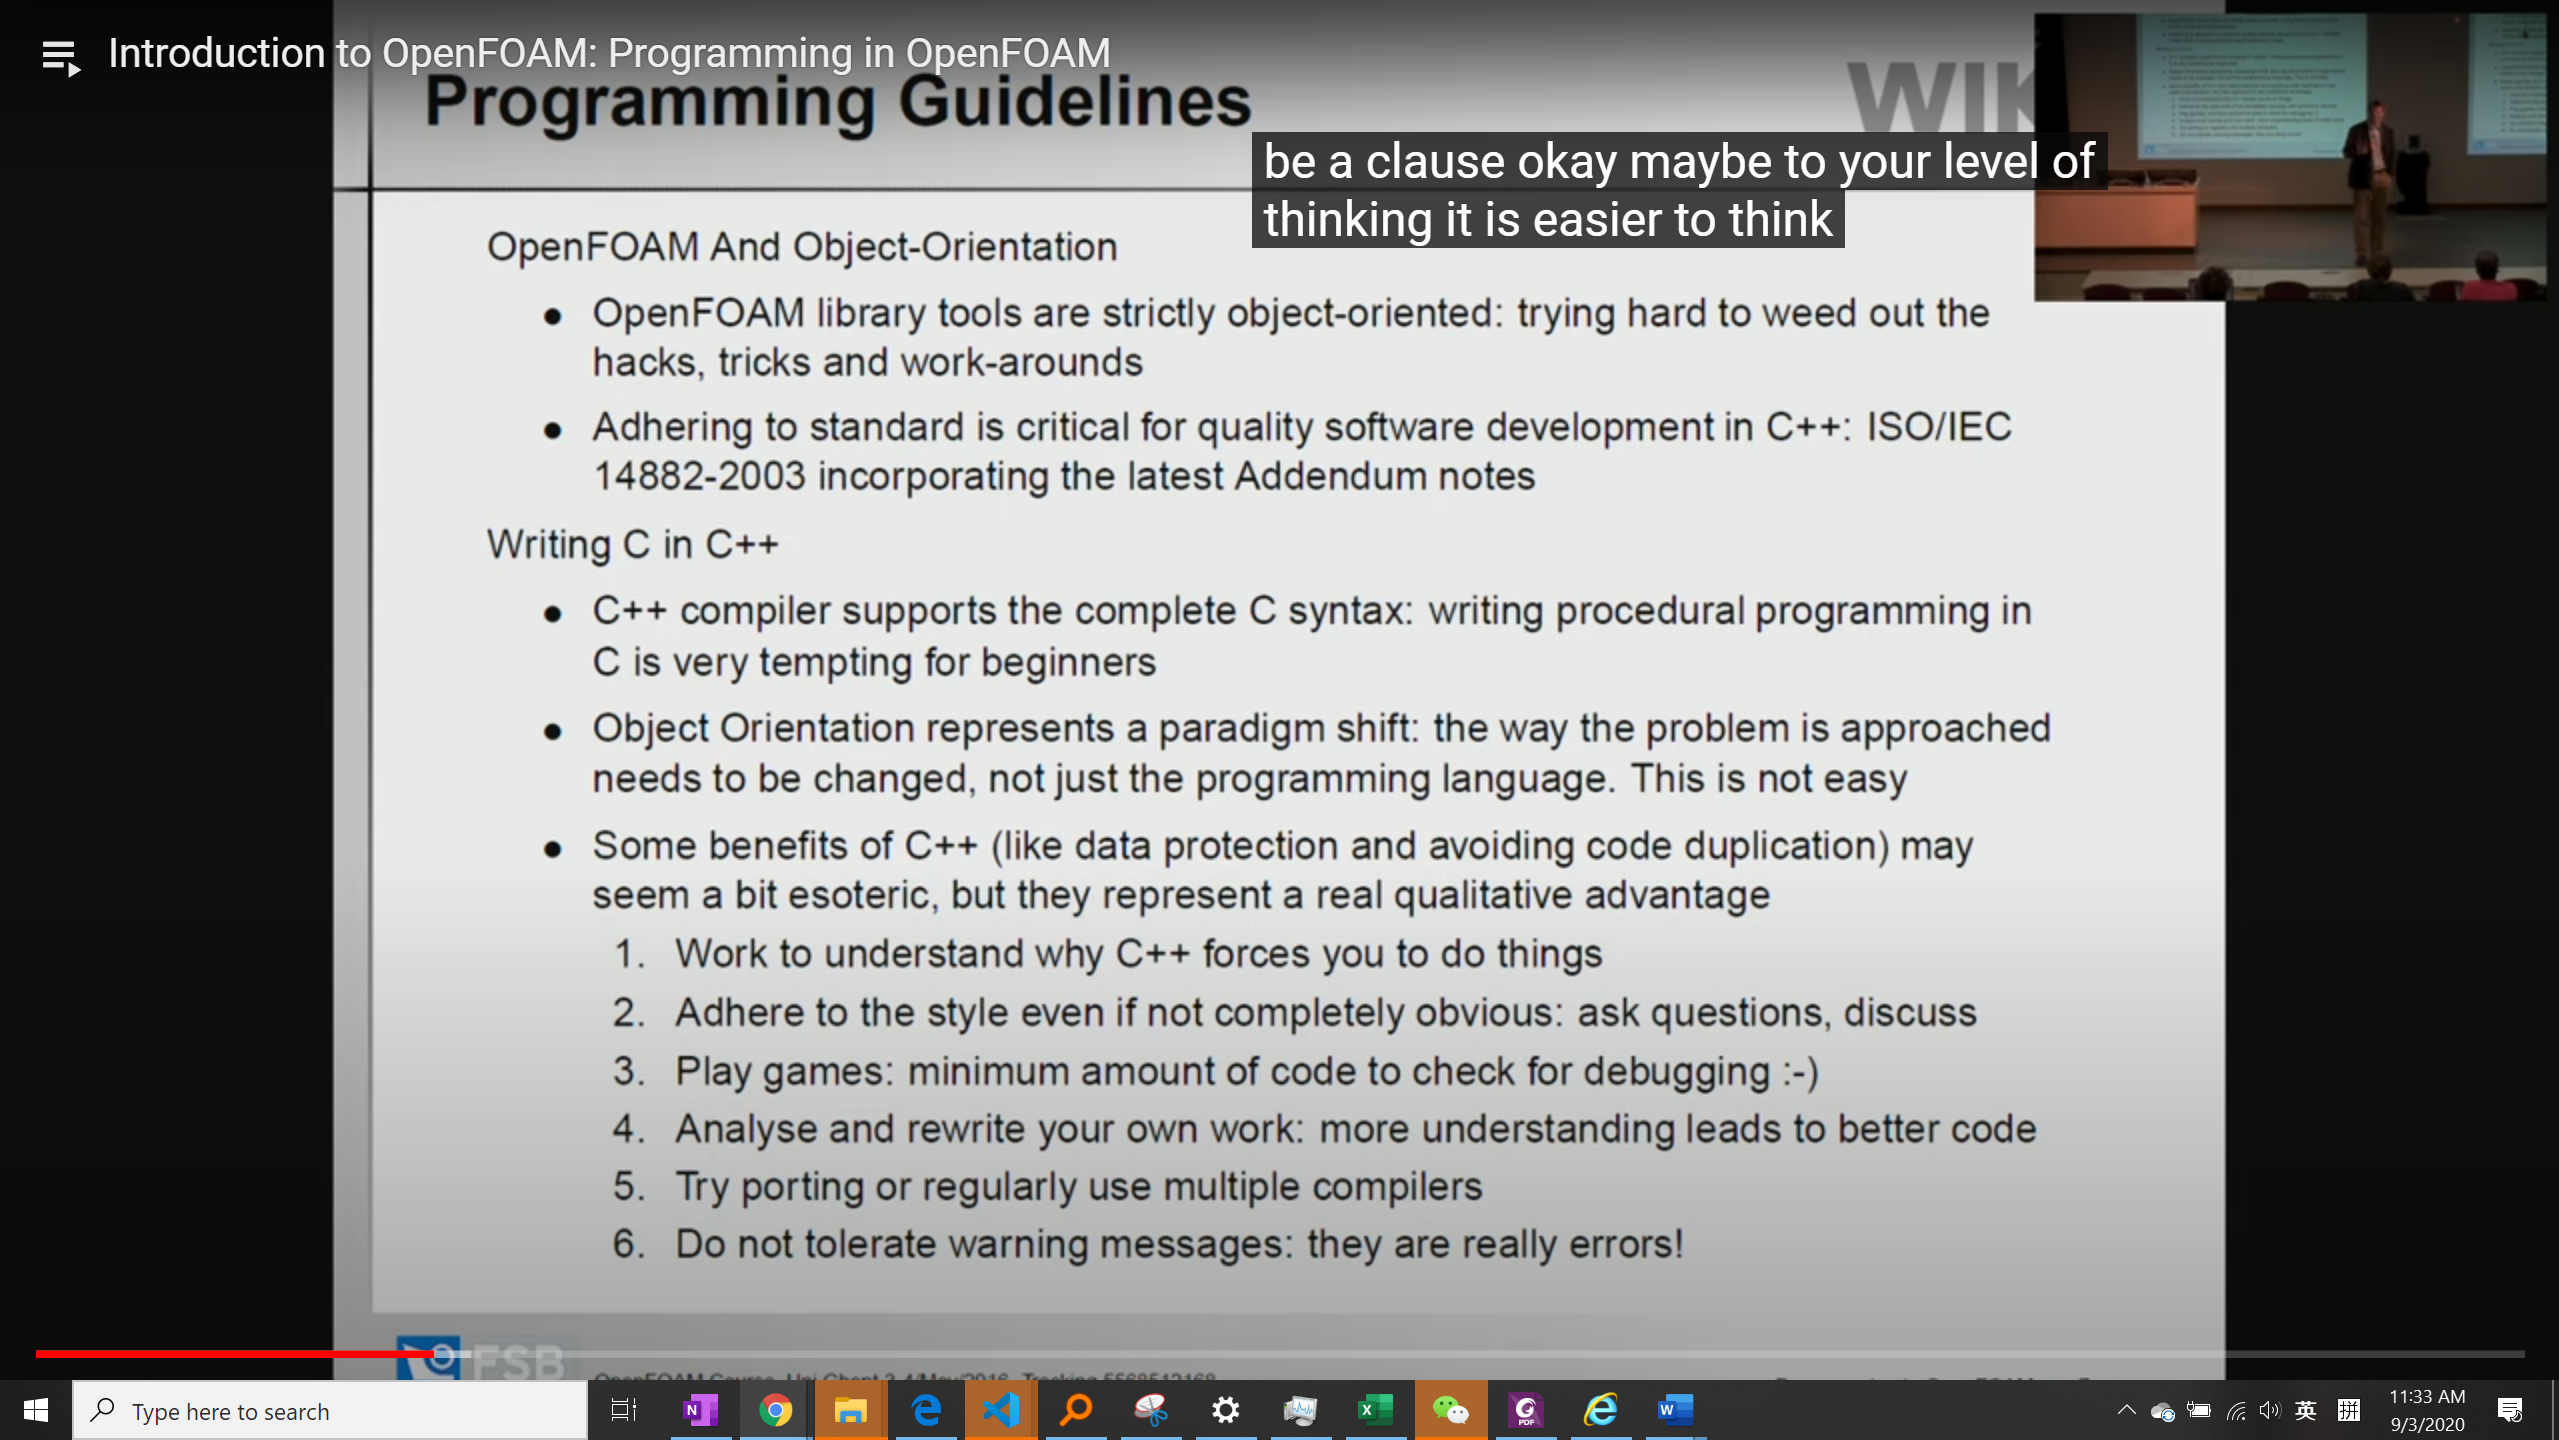 Introduction to OpenFOAM: Programming in OpenFOAM
Programming Guidelines
WIK
be a clause okay maybe to your level of
thinking it is easier to think
OpenFOAM And Object-Orientation
● OpenFOAM library tools are strictly object-oriented: trying hard to weed out the
hacks, tricks and work-arounds
● Adhering to standard is critical for quality software development in C++: ISO/IEC
14882-2003 incorporating the latest Addendum notes
Writing C in C++
● C++ compiler supports the complete C syntax: writing procedural programming in
C is very tempting for beginners
● Object Orientation represents a paradigm shift: the way the problem is approached
needs to be changed, not just the programming language. This is not easy
● Some benefits of C++ (like data protection and avoiding code duplication) may
seem a bit esoteric, but they represent a real qualitative advantage
1. Work to understand why C++ forces you to do things
2. Adhere to the style even if not completely obvious: ask questions, discuss
3. Play games: minimum amount of code to check for debugging :-)
4. Analyse and rewrite your own work: more understanding leads to better code
5. Try porting or regularly use multiple compilers
6. Do not tolerate warning messages: they are really errors!
FSB
Type here to search
英
拼
11:33 AM
9/3/2020